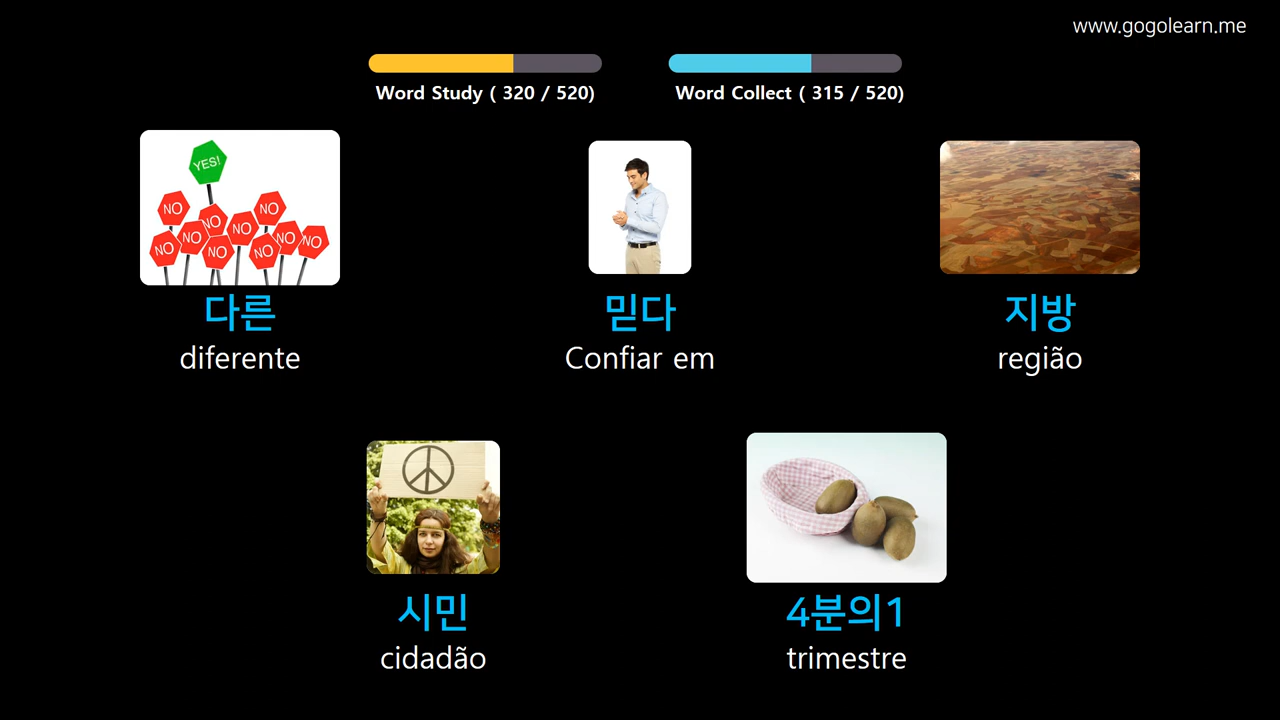 www.gogolearn.me
Word Study ( 320 / 520)
Word Collect ( 315 / 520)
YES!
NO
NO
NO
NO
NO
NO
NO
NO
NO
NO
다른
diferente
믿다
Confiar em
지방
região
시민
cidadão
4분의1
trimestre